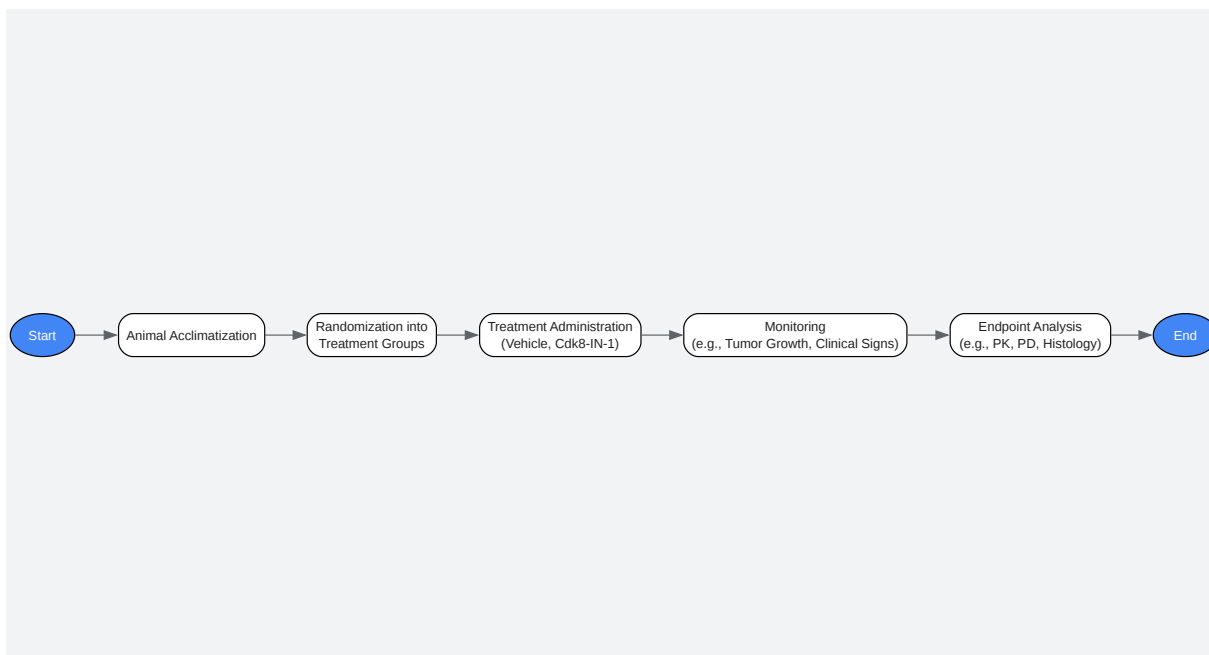 Start
Animal Acclimatization
Randomization into
Treatment Groups
Treatment Administration
(Vehicle, Cdk8-IN-1)
Monitoring
(e.g., Tumor Growth, Clinical Signs)
Endpoint Analysis
(e.g., PK, PD, Histology)
End